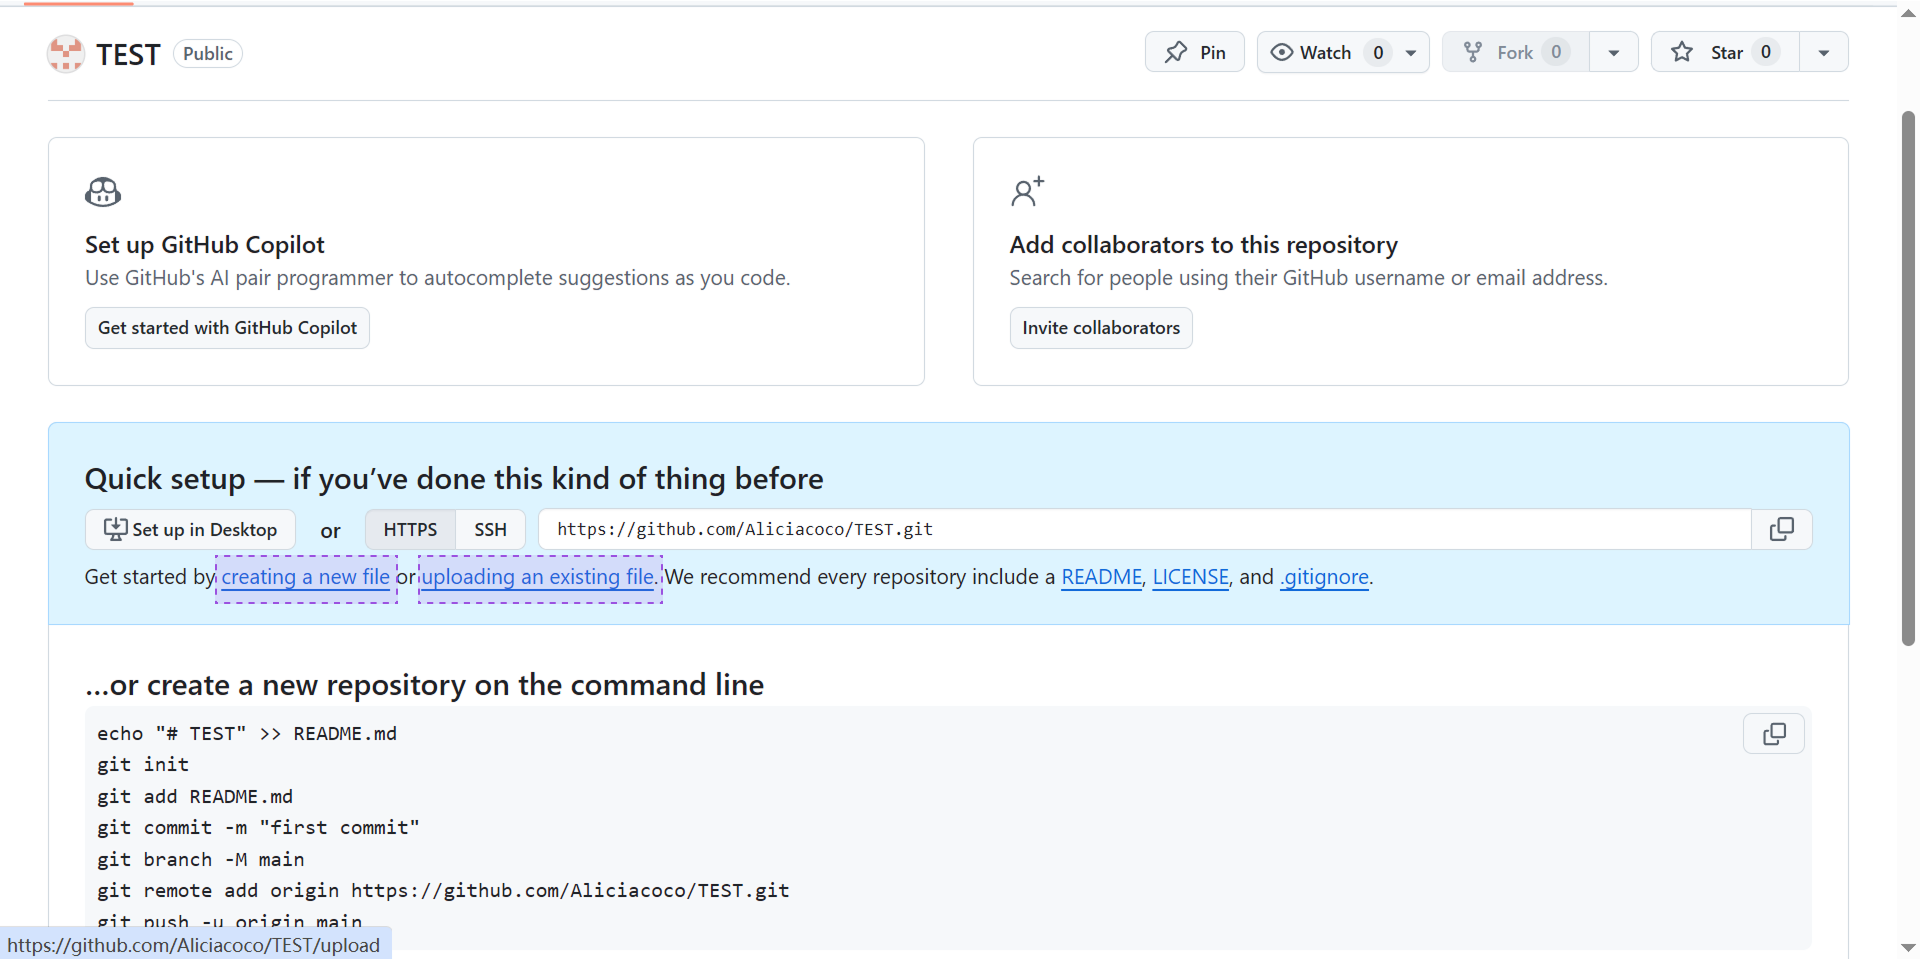 TEST Public Pin Watch 0 Fork 0 Star 0
Set up GitHub Copilot
Use GitHub's AI pair programmer to autocomplete suggestions as you code.
Get started with GitHub Copilot
Add collaborators to this repository
Search for people using their GitHub username or email address.
Invite collaborators
Quick setup — if you’ve done this kind of thing before
Set up in Desktop or HTTPS SSH https://github.com/Aliciacoco/TEST.git
Get started by creating a new file or uploading an existing file. We recommend every repository include a README, LICENSE, and .gitignore.
…or create a new repository on the command line
echo "# TEST" >> README.md
git init
git add README.md
git commit -m "first commit"
git branch -M main
git remote add origin https://github.com/Aliciacoco/TEST.git
git push -u origin main
https://github.com/Aliciacoco/TEST/upload